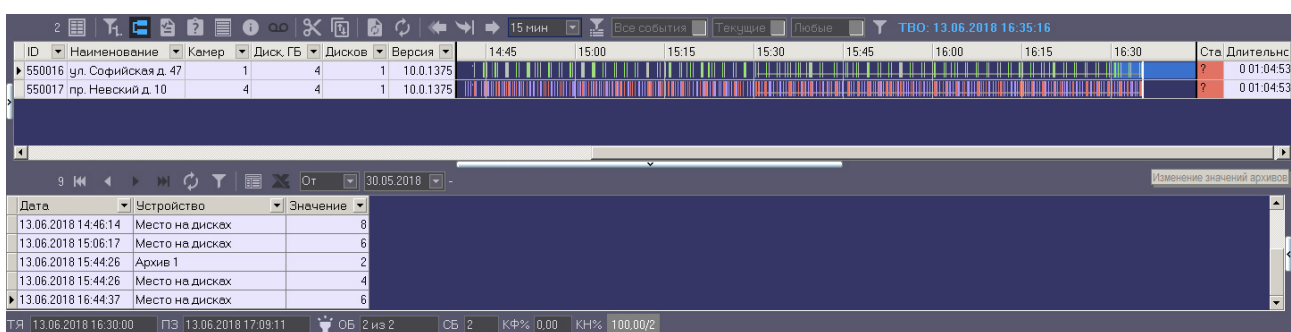 2 15 мин Все события Текущие Любые ТВО: 13.06.2018 16:35:16
ID Наименование Камер Диск, ГБ Дисков Версия 14:45 15:00 15:15 15:30 15:45 16:00 16:15 16:30 Ста Длительнс
550016 ул. Софийская д. 47 1 4 1 10.0.1375 ? 0 01:04:53
550017 пр. Невский д. 10 4 4 1 10.0.1375 ? 0 01:04:53
9 От 30.05.2018 - Изменение значений архивов
Дата Устройство Значение
13.06.2018 14:46:14 Место на дисках 8
13.06.2018 15:06:17 Место на дисках 6
13.06.2018 15:44:26 Архив 1 2
13.06.2018 15:44:26 Место на дисках 4
13.06.2018 16:44:37 Место на дисках 6
ТЯ 13.06.2018 16:30:00 ПЗ 13.06.2018 17:09:11 ОБ 2 из 2 СБ 2 КФ% 0,00 КН% 100,00/2